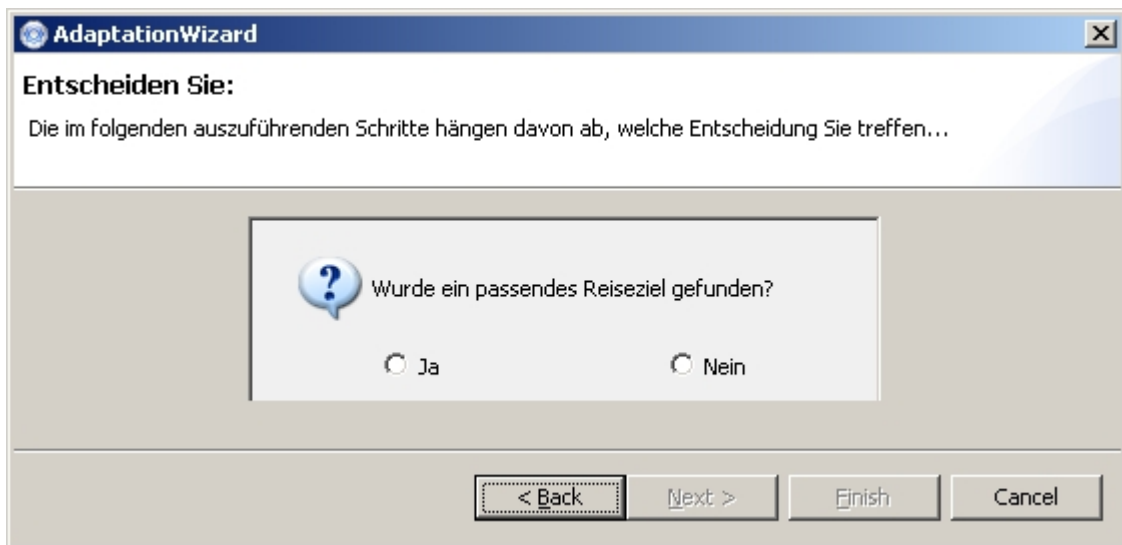 AdaptationWizard
Entscheiden Sie:
Die im folgenden auszuführenden Schritte hängen davon ab, welche Entscheidung Sie treffen...
Wurde ein passendes Reiseziel gefunden?
Ja
Nein
< Back
Next >
Finish
Cancel